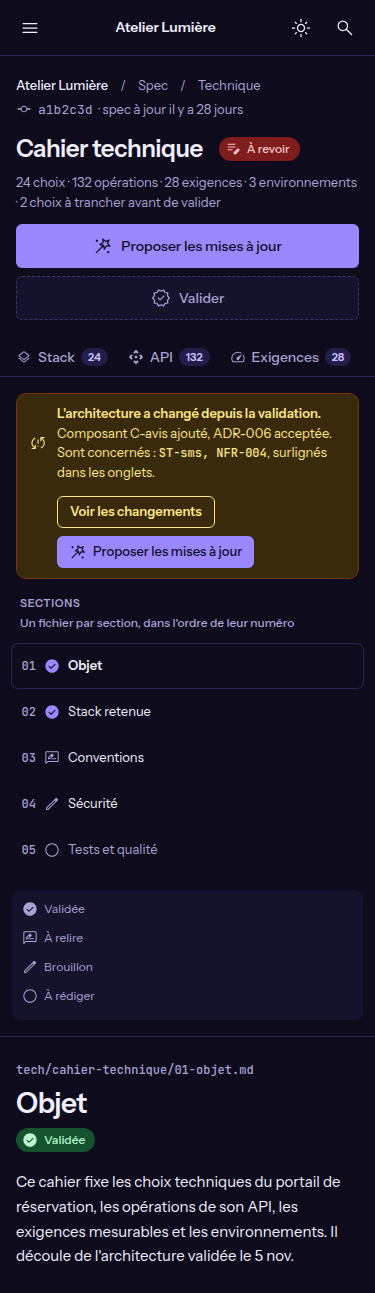 Atelier Lumière
Atelier Lumière / Spec / Technique
a1b2c3d · spec à jour il y a 28 jours
Cahier technique
À revoir
24 choix · 132 opérations · 28 exigences · 3 environnements
· 2 choix à trancher avant de valider
Proposer les mises à jour
Valider
Stack 24 API 132 Exigences 28
L'architecture a changé depuis la validation.
Composant C-avis ajouté, ADR-006 acceptée.
Sont concernés : ST-sms, NFR-004, surlignés
dans les onglets.
Voir les changements
Proposer les mises à jour
SECTIONS
Un fichier par section, dans l'ordre de leur numéro
01 Objet
02 Stack retenue
03 Conventions
04 Sécurité
05 Tests et qualité
Validée
À relire
Brouillon
À rédiger
tech/cahier-technique/01-objet.md
Objet
Validée
Ce cahier fixe les choix techniques du portail de
réservation, les opérations de son API, les
exigences mesurables et les environnements. Il
découle de l'architecture validée le 5 nov.